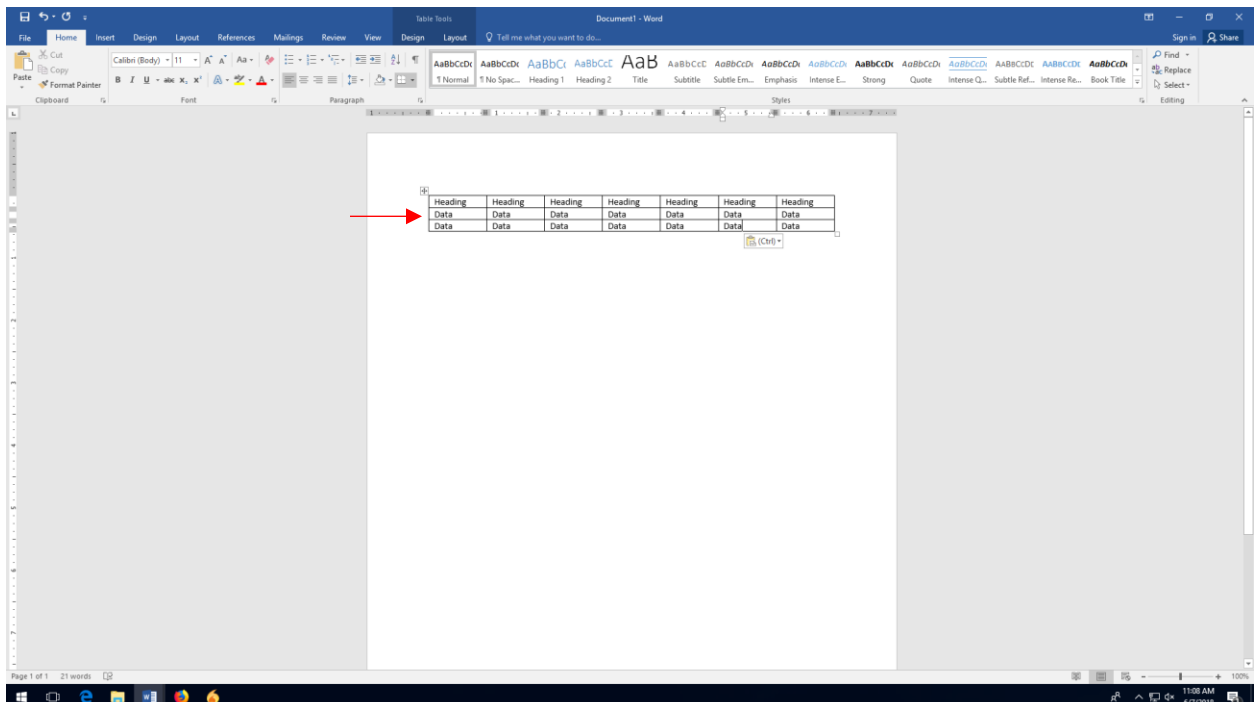 Table Tools
Document1 - Word
File Home Insert Design Layout References Mailings Review View Design Layout Tell me what you want to do... Sign in Share
Paste
Cut
Copy
Format Painter
Clipboard
Calibri (Body) 11
Font
Paragraph
AaBbCcDc AaBbCcDc AaBbCc AaBbCcC AaB AaBbCcC AaBbCcDc AaBbCcDc AaBbCcDc AaBbCcDc AaBbCcDc AaBbCcDc AaBbCcDc AaBbCcDc AaBbCcDc
¶ Normal ¶ No Spac... Heading 1 Heading 2 Title Subtitle Subtle Em... Emphasis Intense E... Strong Quote Intense Q... Subtle Ref... Intense Re... Book Title
Styles
Find
Replace
Select
Editing
Heading Heading Heading Heading Heading Heading Heading
Data Data Data Data Data Data Data
Data Data Data Data Data Data Data
(Ctrl)
Page 1 of 1 21 words 100%
11:08 AM